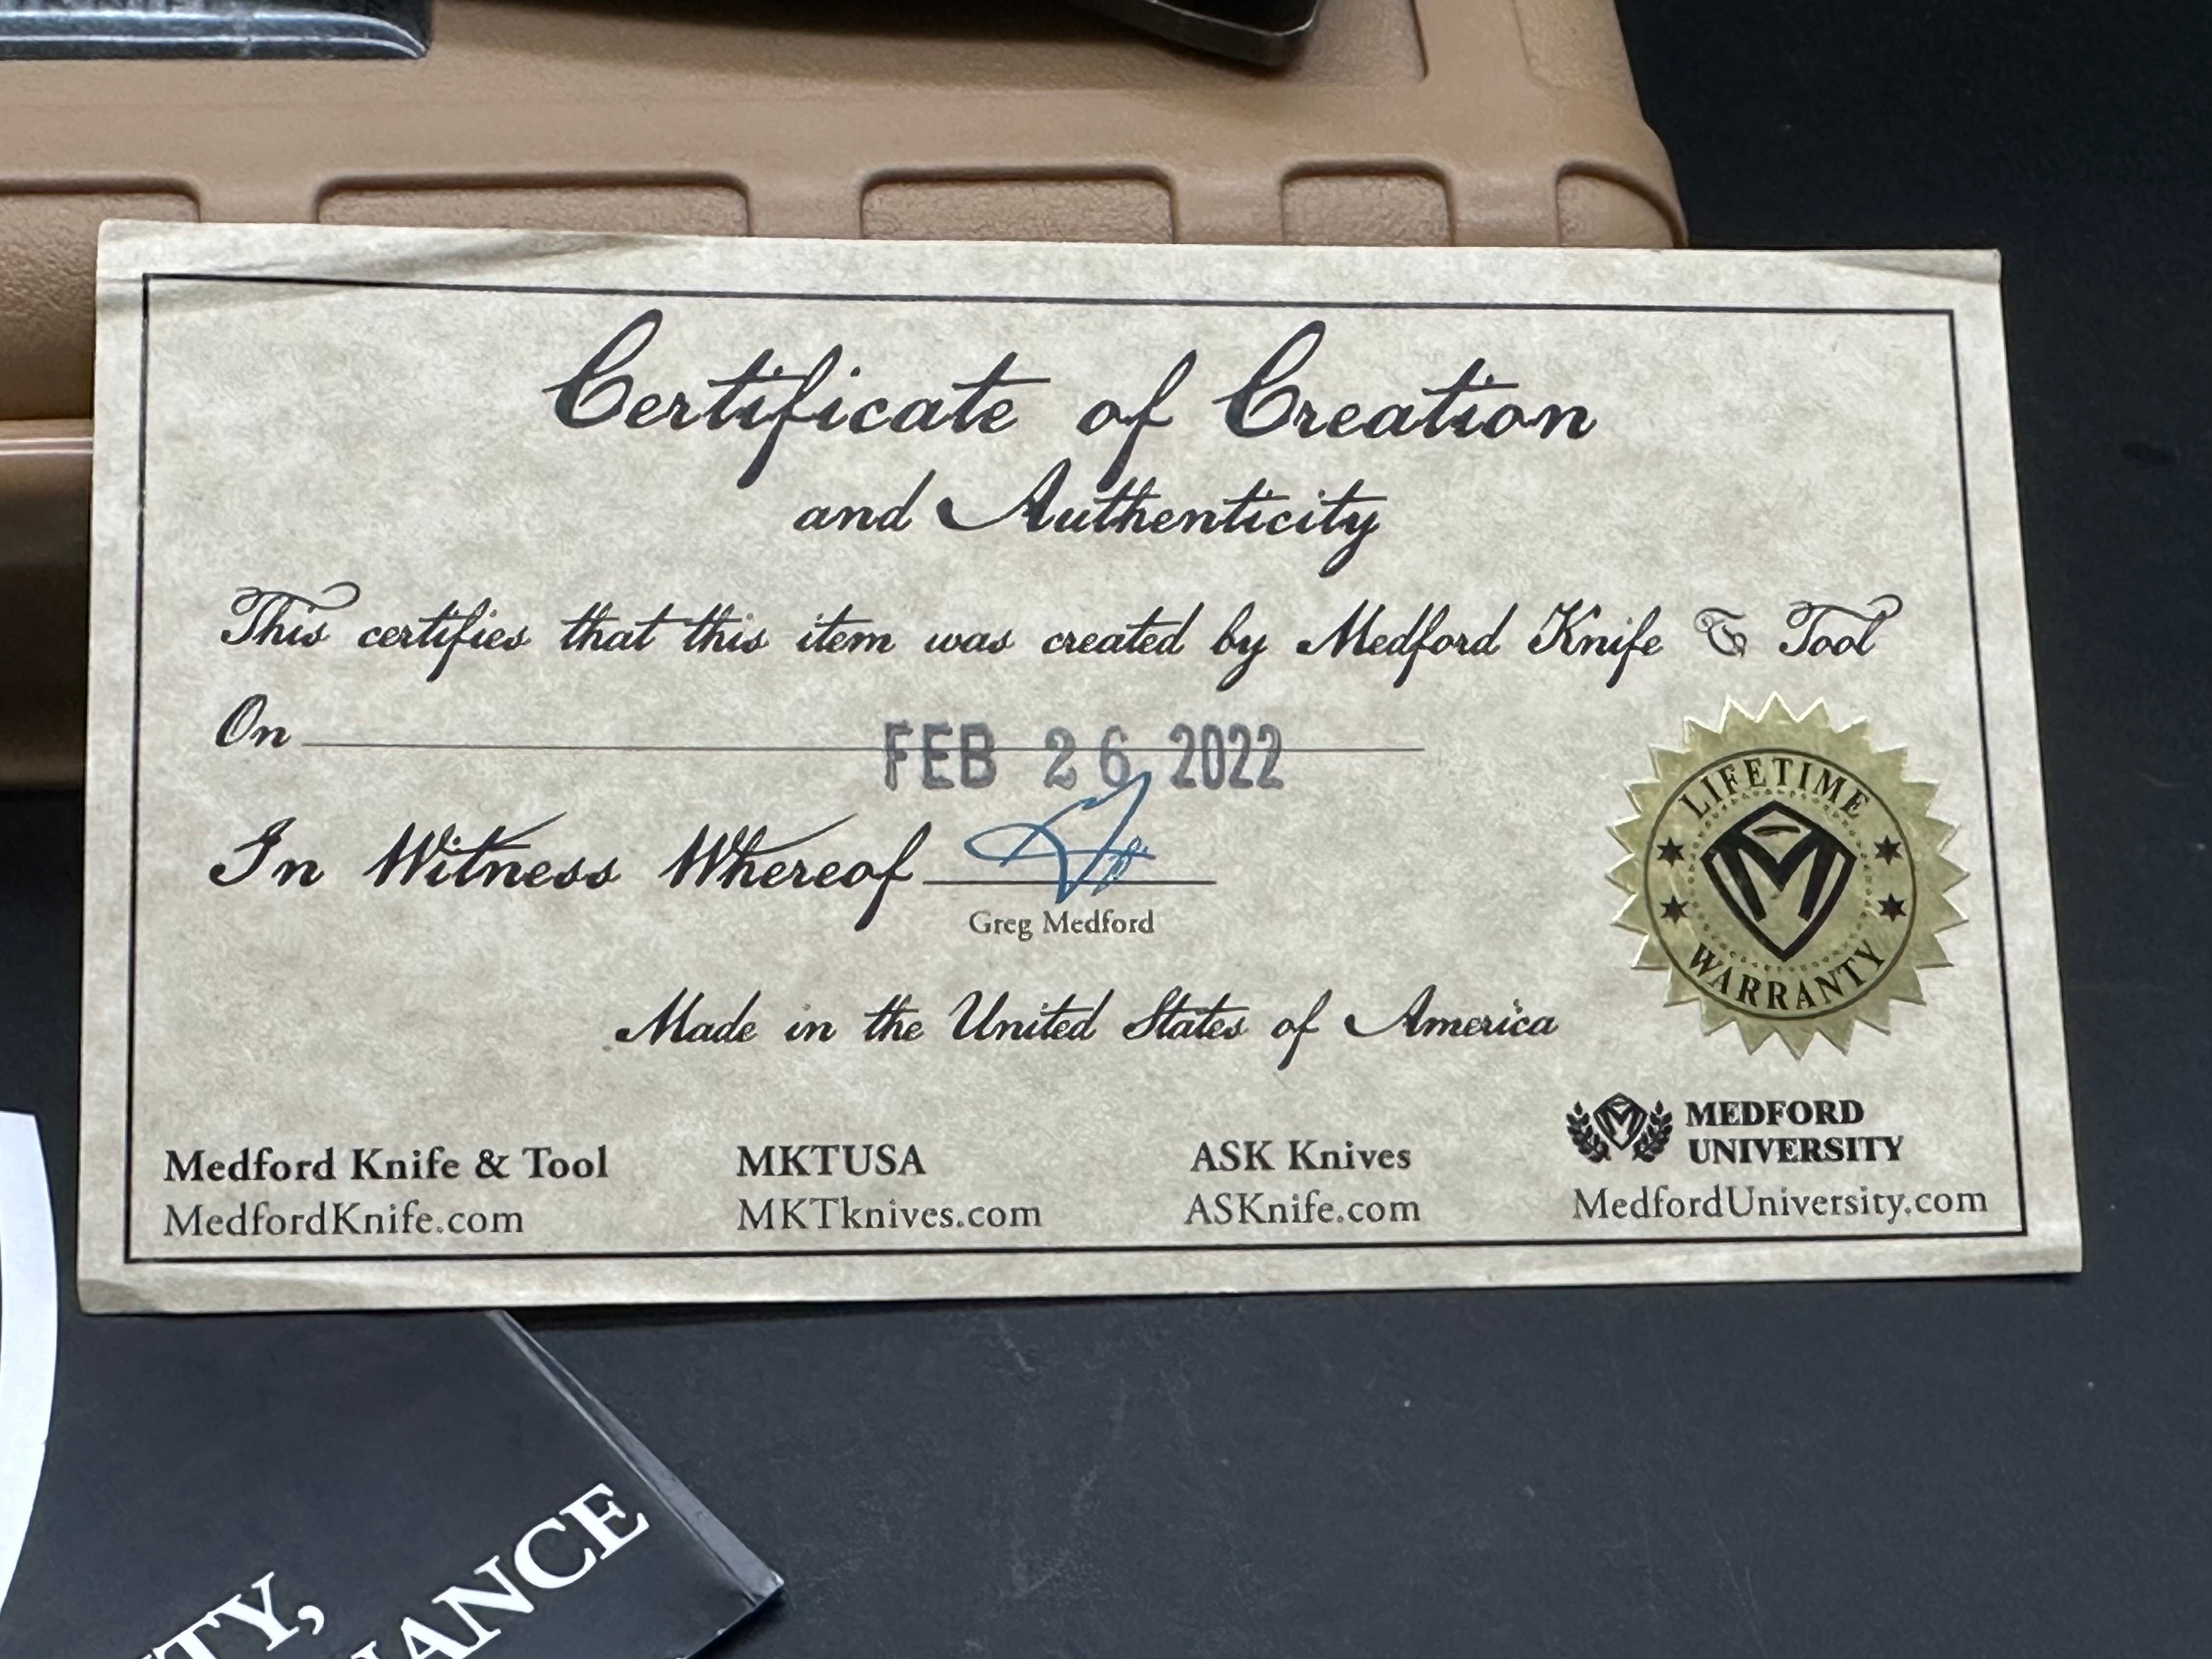 Certificate of Creation
and Authenticity
This certifies that this item was created by Medford Knife & Tool
On FEB 26 2022
In Witness Whereof
Greg Medford
LIFETIME
WARRANTY
Made in the United States of America
Medford Knife & Tool
MedfordKnife.com
MKTUSA
MKTknives.com
ASK Knives
ASKnife.com
MEDFORD
UNIVERSITY
MedfordUniversity.com